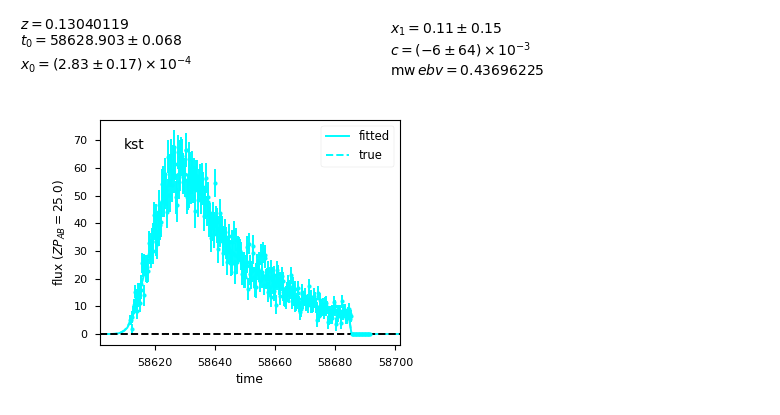 z = 0.13040119
t₀ = 58628.903 ± 0.068
x₀ = (2.83 ± 0.17) × 10⁻⁴
x₁ = 0.11 ± 0.15
c = (−6 ± 64) × 10⁻³
mw ebv = 0.43696225
kst
fitted
true
flux (ZP_AB = 25.0)
70
60
50
40
30
20
10
0
58620 58640 58660 58680 58700
time